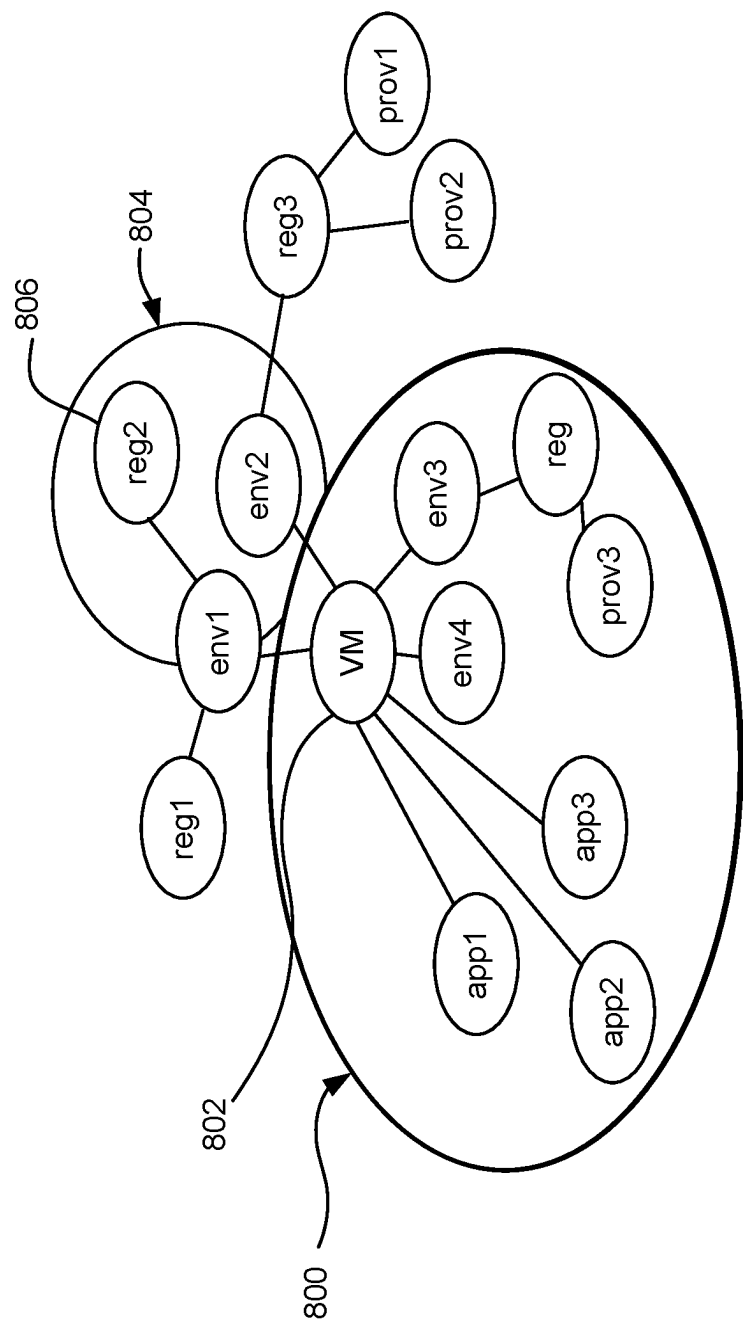 806
804
reg2
prov1
reg3
prov2
env2
reg1
env1
VM
env3
reg
env4
prov3
802
app1
app3
app2
800